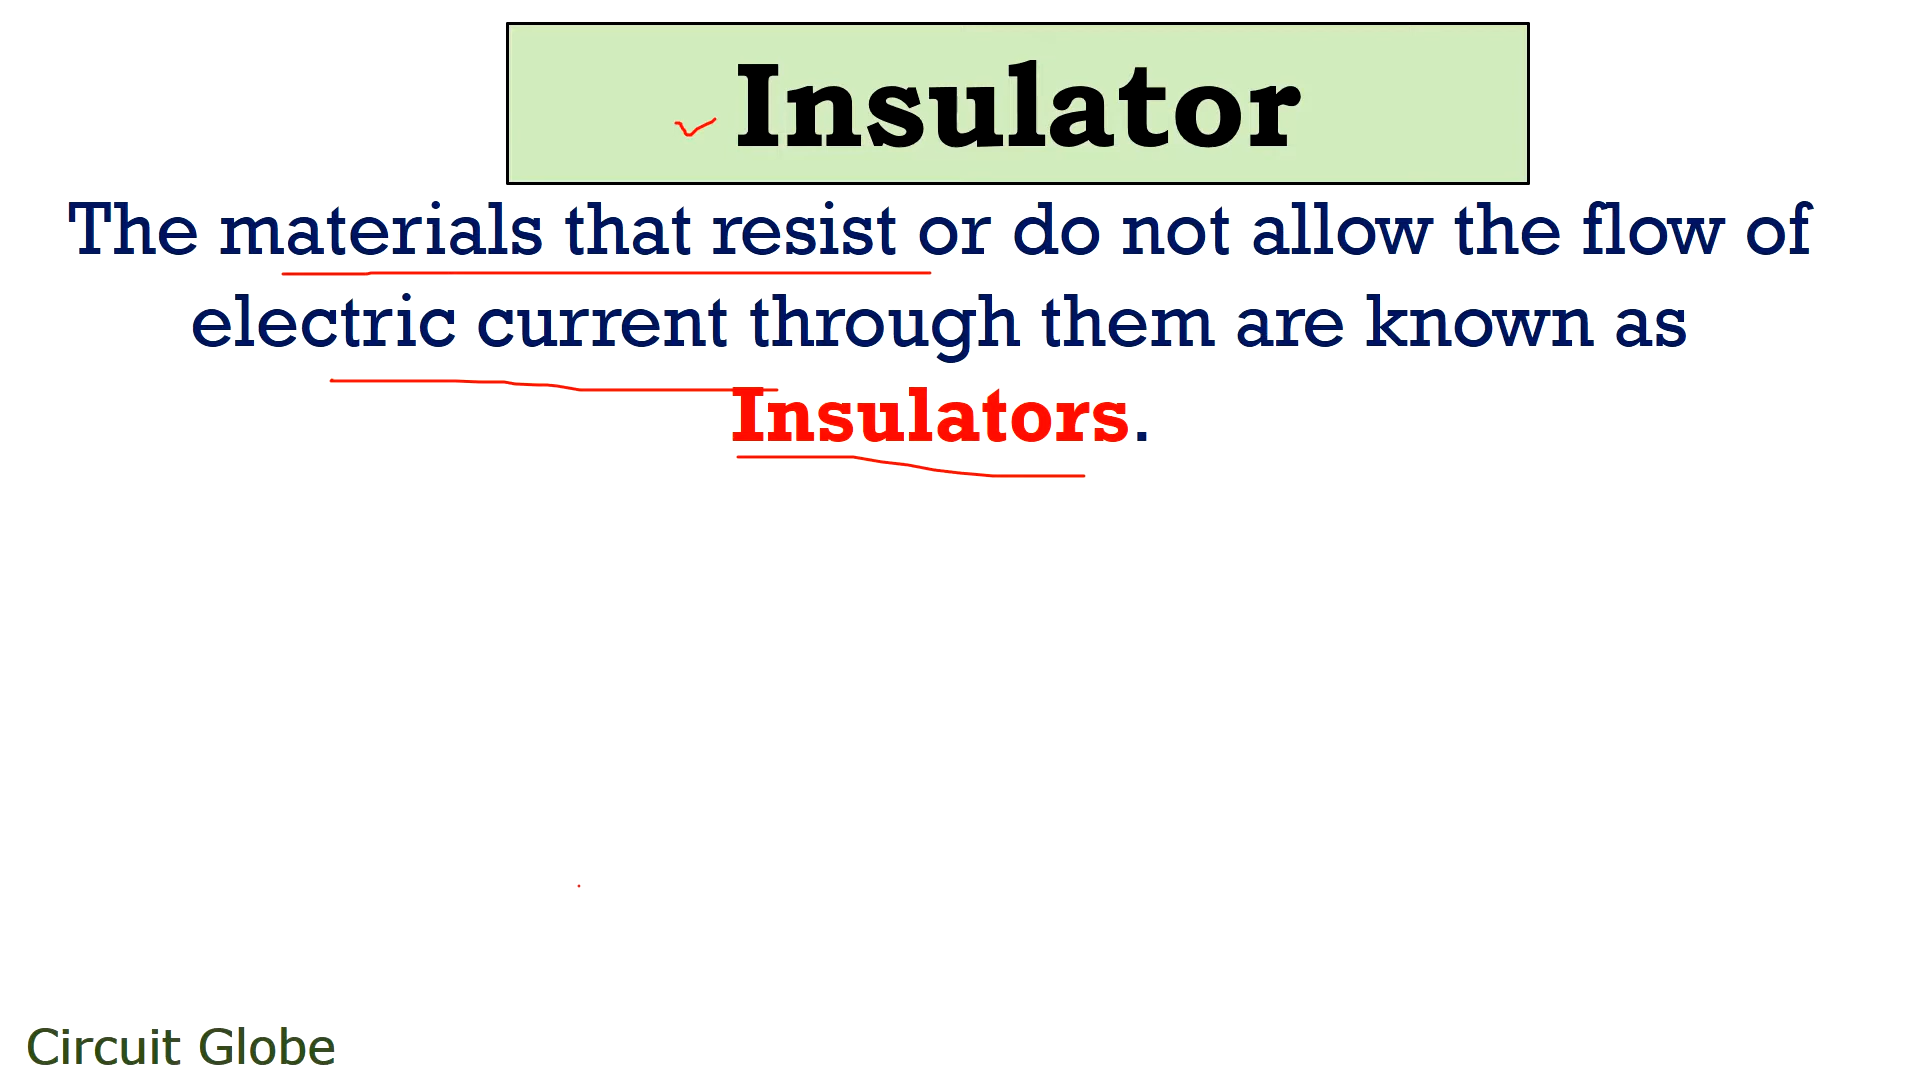 Insulator
The materials that resist or do not allow the flow of
electric current through them are known as
Insulators.
Circuit Globe